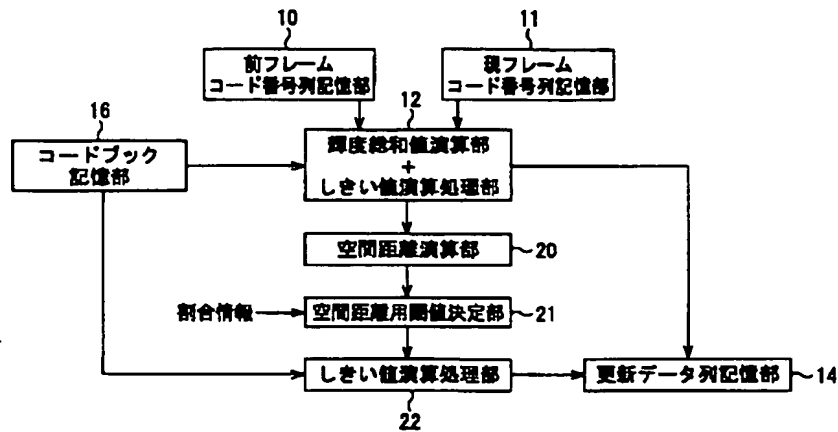 10
11
前フレーム
コード番号列記憶部
現フレーム
コード番号列記憶部
12
16
コードブック
記憶部
輝度総和値演算部
+
しきい値演算処理部
空間距離演算部
20
割合情報
空間距離用閾値決定部
21
しきい値演算処理部
22
更新データ列記憶部
14